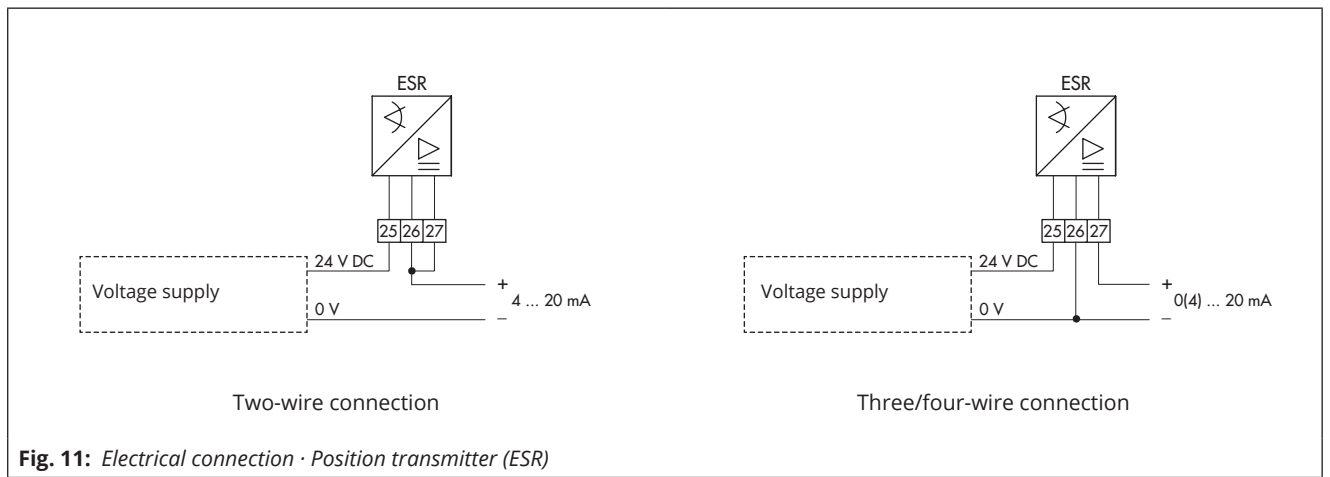 ESR
25 26 27
24 V DC
Voltage supply
0 V
+
4 ... 20 mA
–
Two-wire connection
ESR
25 26 27
24 V DC
Voltage supply
0 V
+
0(4) ... 20 mA
–
Three/four-wire connection
Fig. 11: Electrical connection · Position transmitter (ESR)